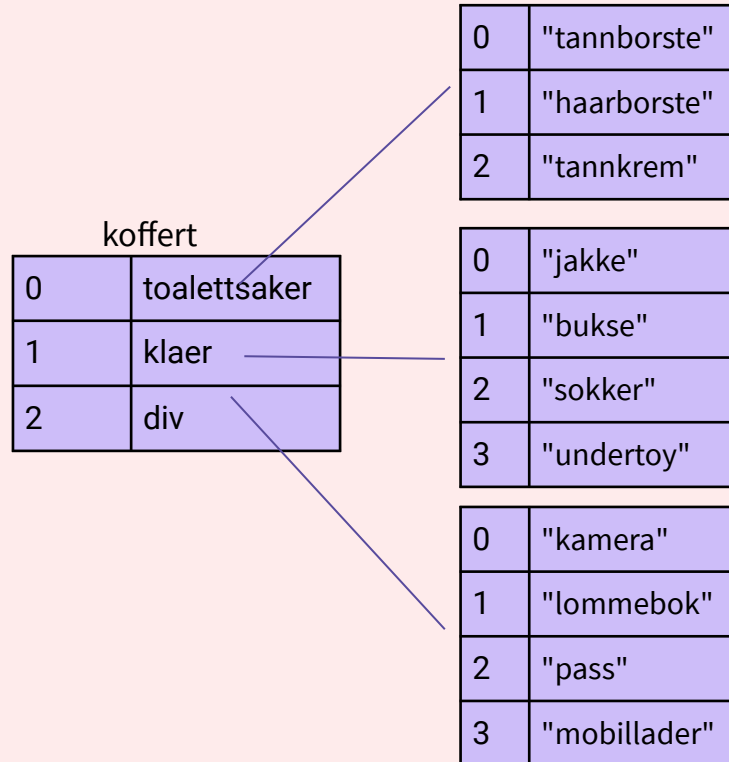 koffert
0 toalettsaker
1 klaer
2 div
0 "tannborste"
1 "haarborste"
2 "tannkrem"
0 "jakke"
1 "bukse"
2 "sokker"
3 "undertoy"
0 "kamera"
1 "lommebok"
2 "pass"
3 "mobillader"